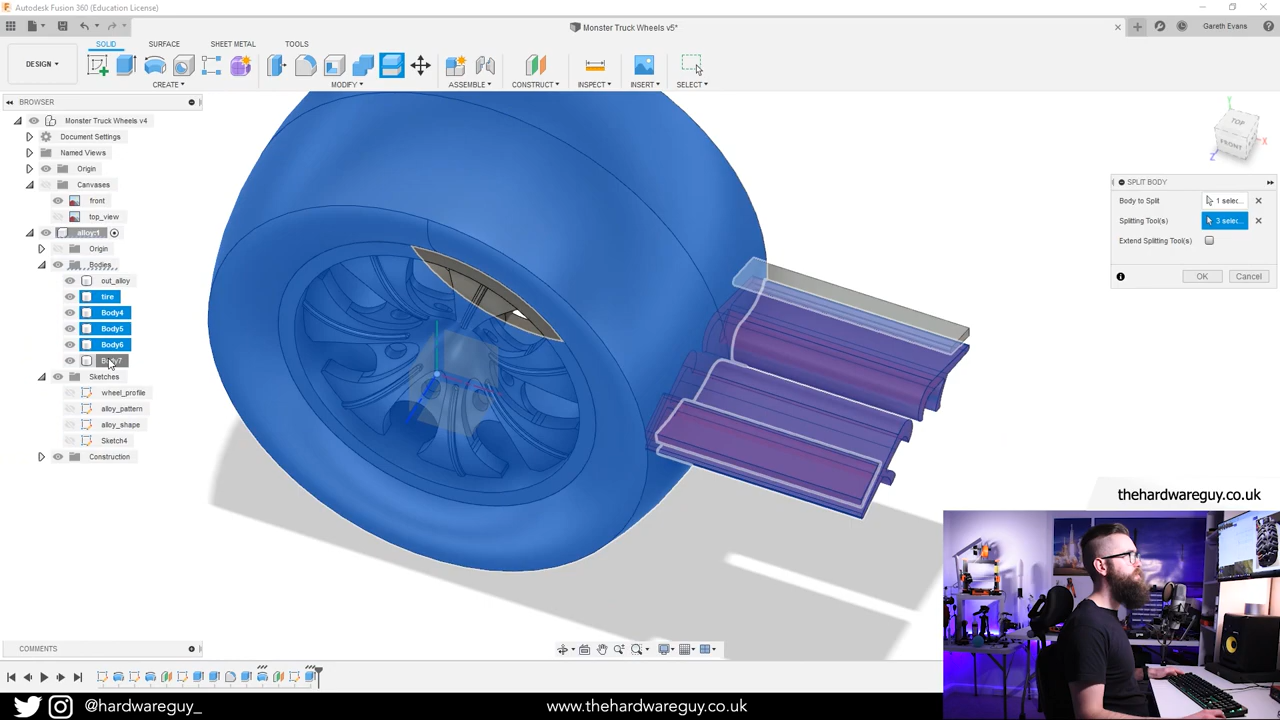 Autodesk Fusion 360 (Education License)
Monster Truck Wheels v5*
Gareth Evans
SOLID SURFACE SHEET METAL TOOLS
DESIGN
CREATE MODIFY ASSEMBLE CONSTRUCT INSPECT INSERT SELECT
BROWSER
Monster Truck Wheels v4
Document Settings
Named Views
Origin
Canvases
front
top_view
alloy:1
Origin
Bodies
out_alloy
tire
Body4
Body5
Body6
Body7
Sketches
wheel_profile
alloy_pattern
alloy_shape
Sketch4
Construction
TOP
FRONT
X
Y
Z
SPLIT BODY
Body to Split 1 selec...
Splitting Tool(s) 3 selec...
Extend Splitting Tool(s)
OK Cancel
thehardwareguy.co.uk
COMMENTS
@hardwareguy_
www.thehardwareguy.co.uk